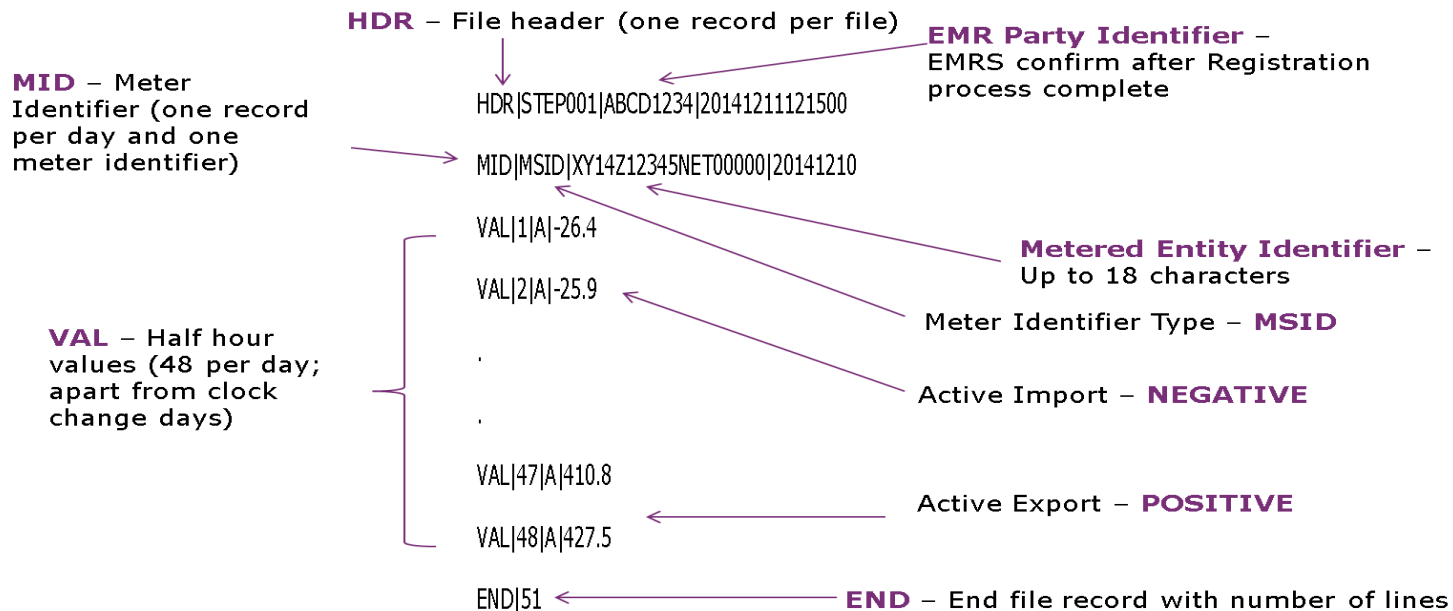 HDR – File header (one record per file)
EMR Party Identifier –
EMRS confirm after Registration
process complete
MID – Meter
Identifier (one record
per day and one
meter identifier)
HDR|STEP001|ABCD1234|20141211121500
MID|MSID|XY14Z12345NET00000|20141210
VAL|1|A|-26.4
VAL|2|A|-25.9
.
.
VAL|47|A|410.8
VAL|48|A|427.5
END|51
VAL – Half hour
values (48 per day;
apart from clock
change days)
Metered Entity Identifier –
Up to 18 characters
Meter Identifier Type – MSID
Active Import – NEGATIVE
Active Export – POSITIVE
END – End file record with number of lines